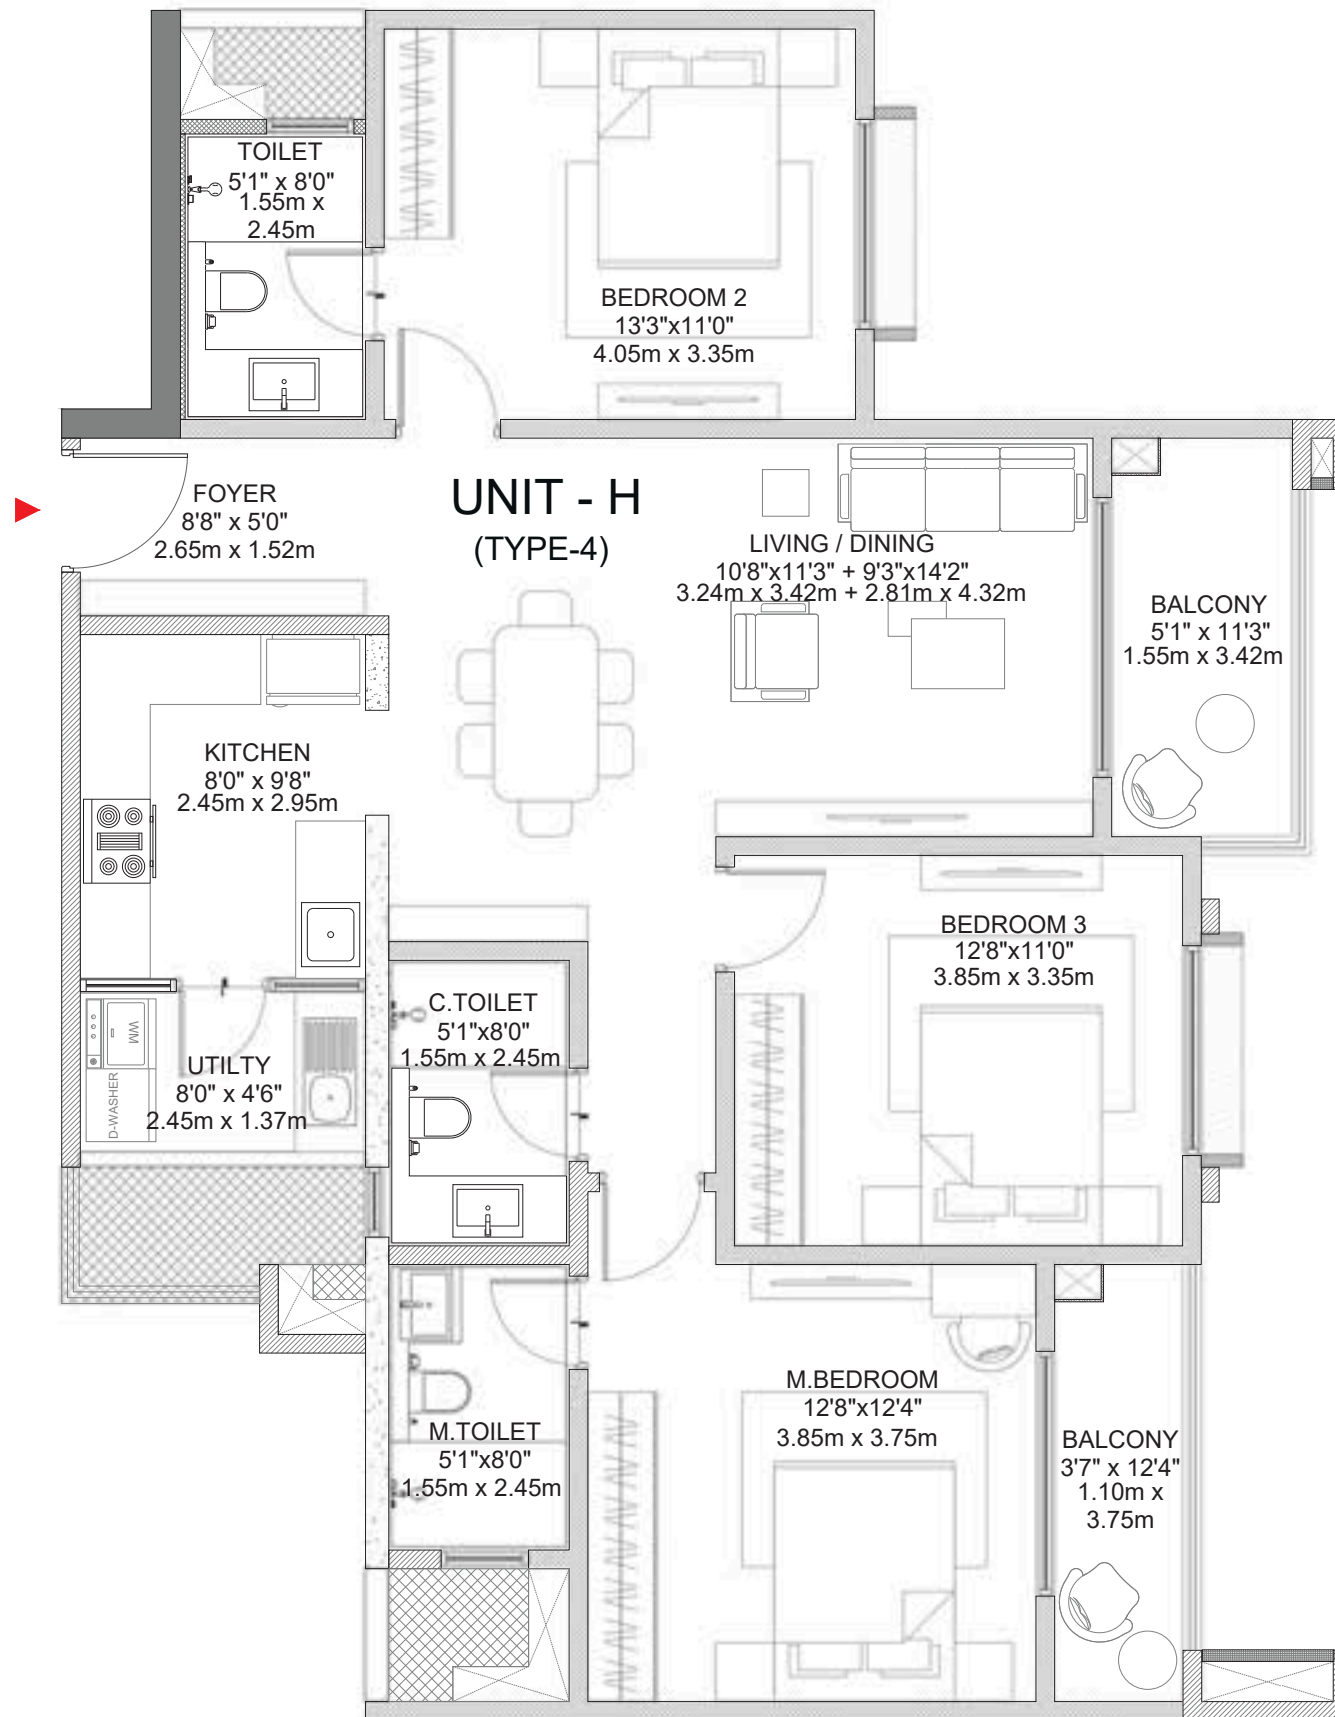 TOILET
5'1" x 8'0"
1.55m x
2.45m
BEDROOM 2
13'3"x11'0"
4.05m x 3.35m
FOYER
8'8" x 5'0"
2.65m x 1.52m
UNIT - H
(TYPE-4)
LIVING / DINING
10'8"x11'3" + 9'3"x14'2"
3.24m x 3.42m + 2.81m x 4.32m
BALCONY
5'1" x 11'3"
1.55m x 3.42m
KITCHEN
8'0" x 9'8"
2.45m x 2.95m
BEDROOM 3
12'8"x11'0"
3.85m x 3.35m
C.TOILET
5'1"x8'0"
1.55m x 2.45m
WM
D-WASHER
UTILTY
8'0" x 4'6"
2.45m x 1.37m
M.BEDROOM
12'8"x12'4"
3.85m x 3.75m
M.TOILET
5'1"x8'0"
1.55m x 2.45m
BALCONY
3'7" x 12'4"
1.10m x
3.75m